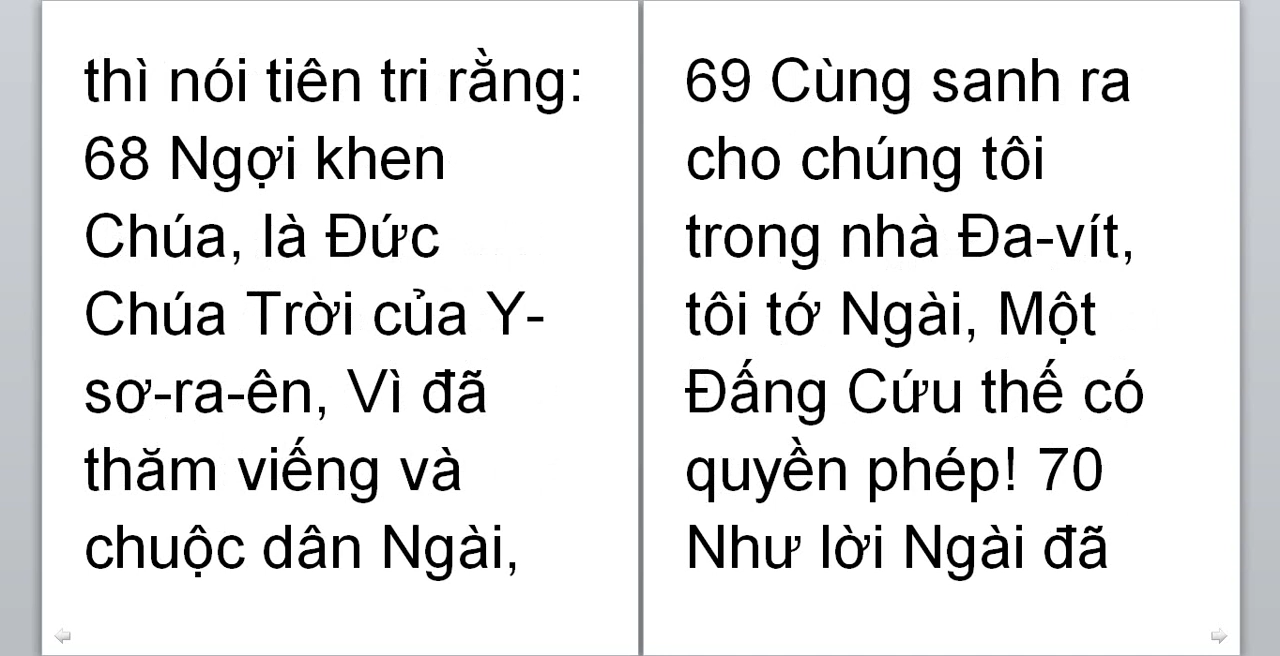 thì nói tiên tri rằng:
68 Ngợi khen
Chúa, là Đức
Chúa Trời của Y-
sơ-ra-ên, Vì đã
thăm viếng và
chuộc dân Ngài,
69 Cùng sanh ra
cho chúng tôi
trong nhà Đa-vít,
tôi tớ Ngài, Một
Đấng Cứu thế có
quyền phép! 70
Như lời Ngài đã